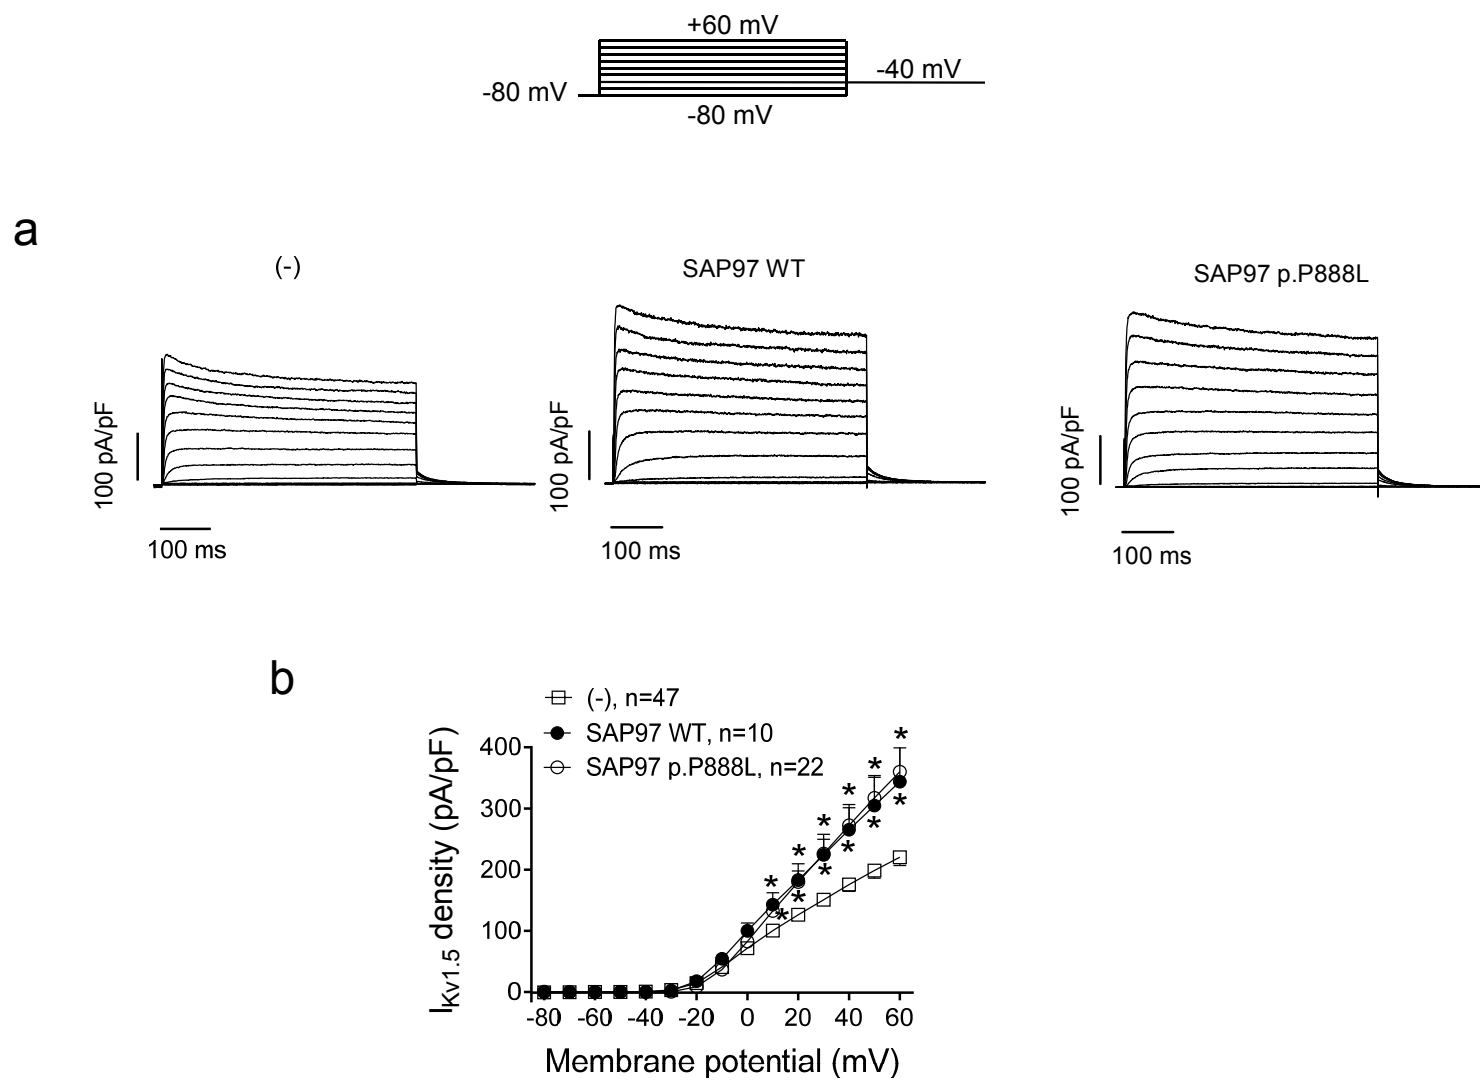 +60 mV
-40 mV
-80 mV
-80 mV
a
(-)
SAP97 WT
SAP97 p.P888L
100 pA/pF
100 pA/pF
100 pA/pF
100 ms
100 ms
100 ms
b
(-), n=47
SAP97 WT, n=10
SAP97 p.P888L, n=22
IKv1.5 density (pA/pF)
400
300
200
100
0
* * * * * *
* * * * * *
-80 -60 -40 -20 0 20 40 60
Membrane potential (mV)